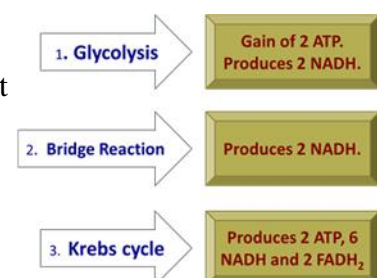 1. Glycolysis
Gain of 2 ATP.
Produces 2 NADH.
t
2. Bridge Reaction
Produces 2 NADH.
3. Krebs cycle
Produces 2 ATP, 6
NADH and 2 FADH₂